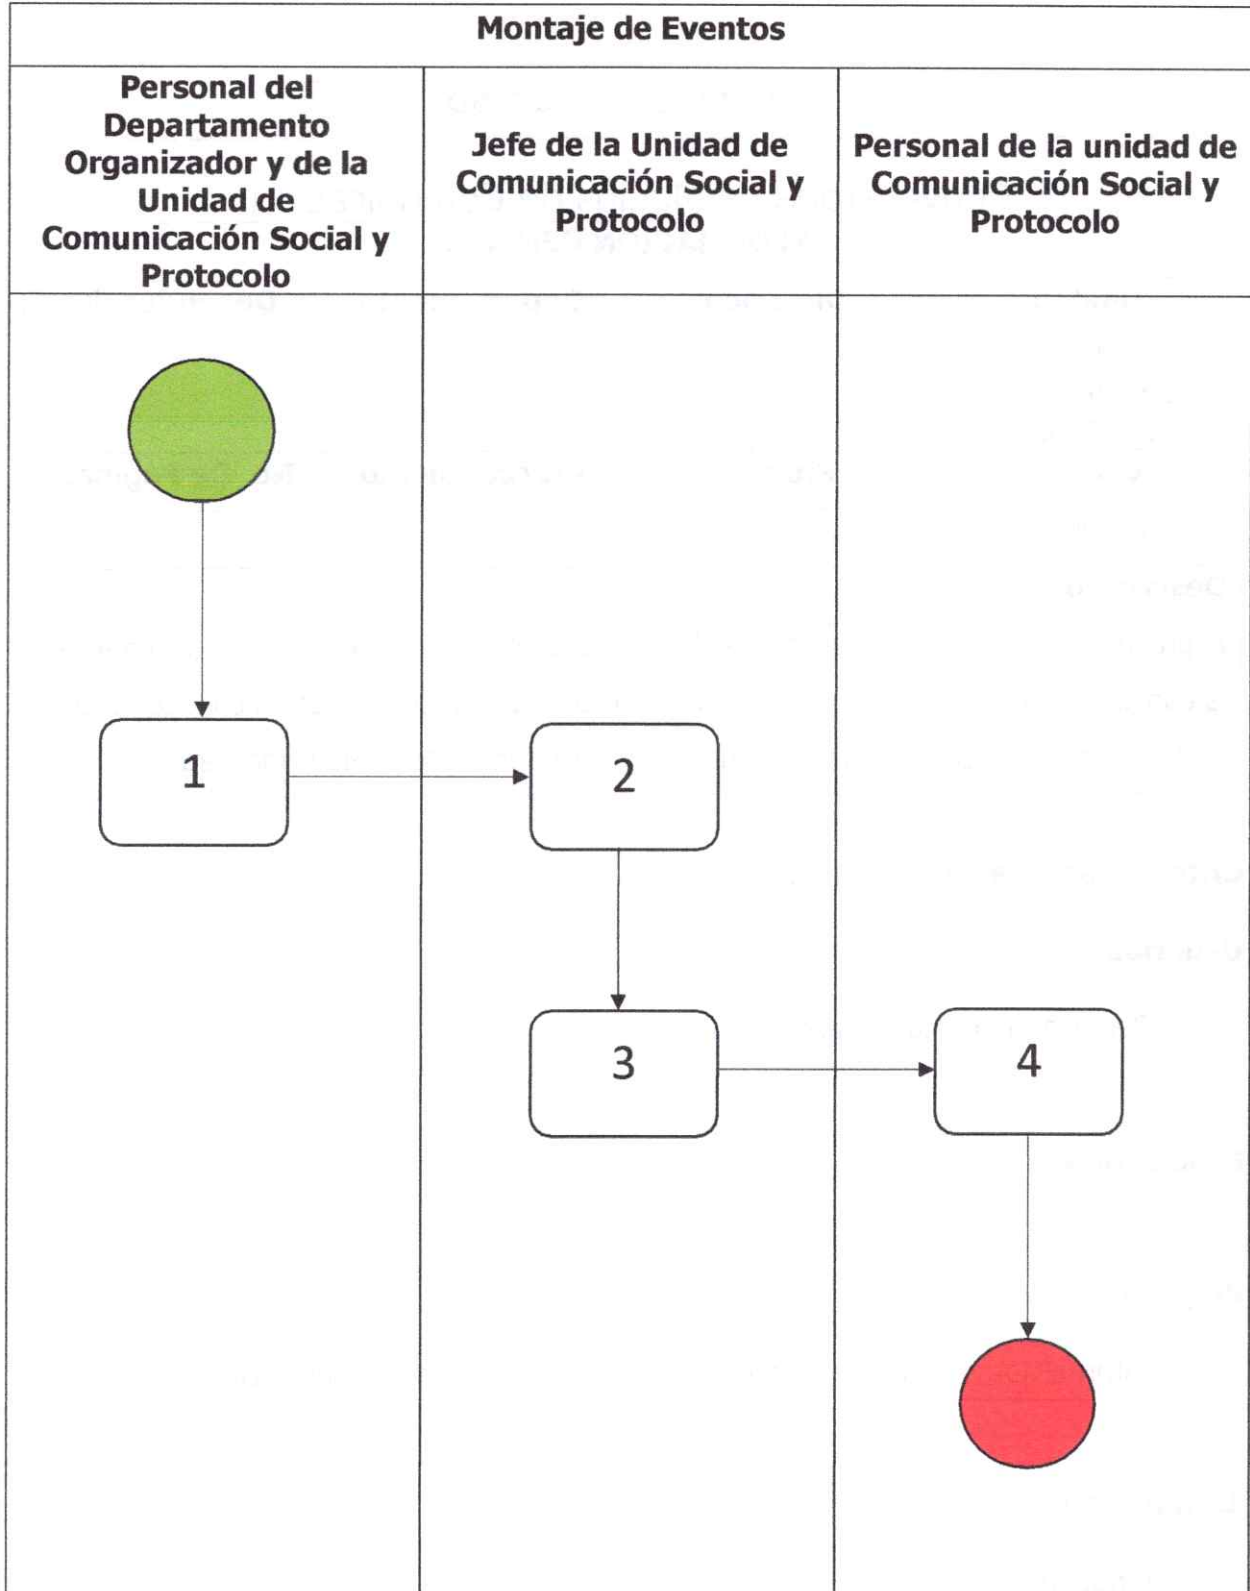 Montaje de Eventos
Personal del
Departamento
Organizador y de la
Unidad de
Comunicación Social y
Protocolo
Jefe de la Unidad de
Comunicación Social y
Protocolo
Personal de la unidad de
Comunicación Social y
Protocolo
1
2
3
4